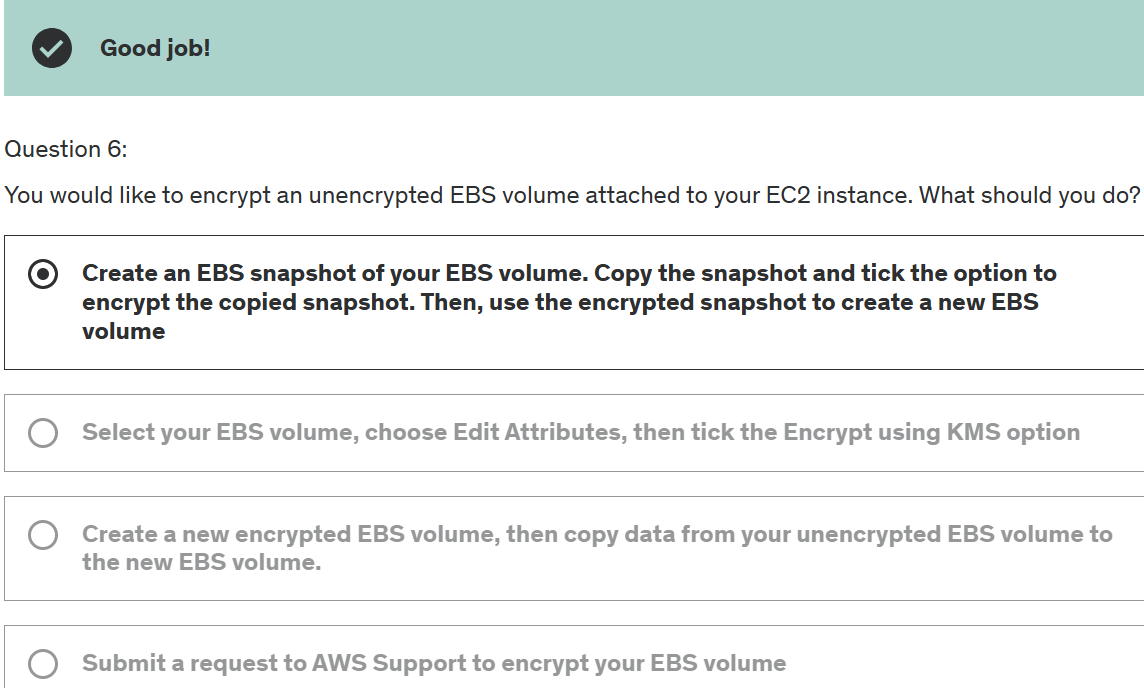 Good job!
Question 6:
You would like to encrypt an unencrypted EBS volume attached to your EC2 instance. What should you do?
Create an EBS snapshot of your EBS volume. Copy the snapshot and tick the option to
encrypt the copied snapshot. Then, use the encrypted snapshot to create a new EBS
volume
Select your EBS volume, choose Edit Attributes, then tick the Encrypt using KMS option
Create a new encrypted EBS volume, then copy data from your unencrypted EBS volume to
the new EBS volume.
Submit a request to AWS Support to encrypt your EBS volume